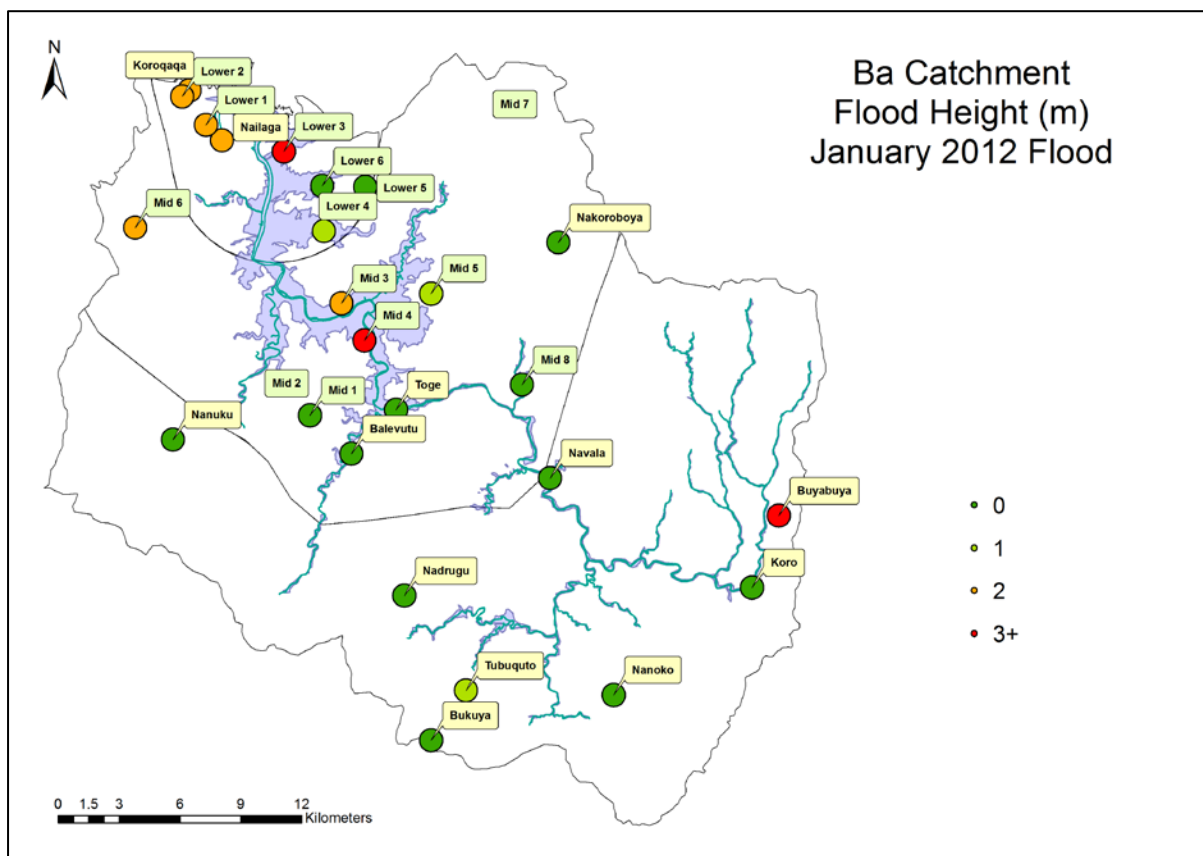 Ba Catchment
Flood Height (m)
January 2012 Flood
N
Koroqaqa
Lower 2
Mid 7
Lower 1
Nailaga
Lower 3
Lower 6
Lower 5
Lower 4
Mid 6
Nakoroboya
Mid 5
Mid 3
Mid 4
Mid 8
Mid 2
Mid 1
Toge
Nanuku
Balevutu
Navala
Buyabuya
Koro
Nadrugu
Tubuquto
Nanoko
Bukuya
0
1
2
3+
0 1.5 3 6 9 12
Kilometers